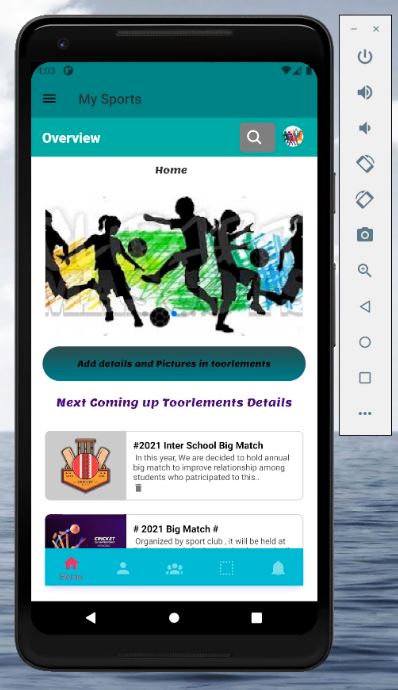 4:03
My Sports
Overview
Home
Add details and Pictures in toorlements
Next Coming up Toorlements Details
#2021 Inter School Big Match
In this year, We are decided to hold annual
big match to improve relationship among
students who patricipated to this..
# 2021 Big Match #
Organized by sport club , it will be held at
CRICKET
Home